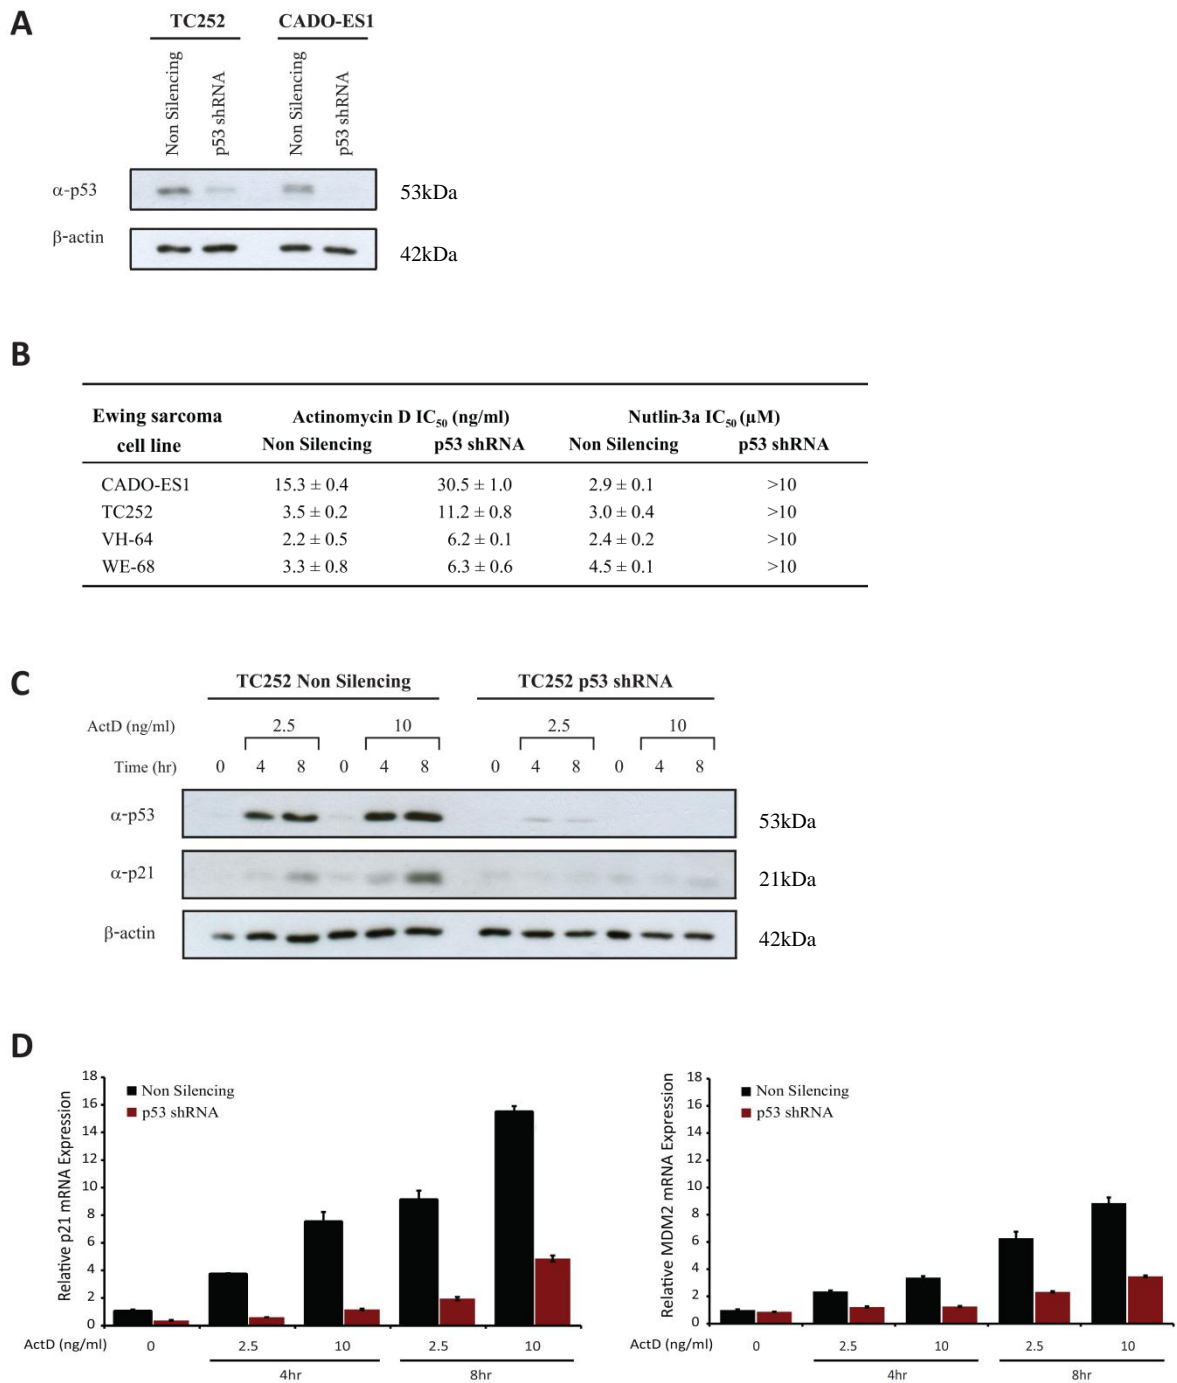 A
TC252 CADO-ES1
Non Silencing
p53 shRNA
Non Silencing
p53 shRNA
α-p53 53kDa
β-actin 42kDa
B
Ewing sarcoma cell line Actinomycin D IC50 (ng/ml) Nutlin-3a IC50 (µM)
Non Silencing p53 shRNA Non Silencing p53 shRNA
CADO-ES1 15.3 ± 0.4 30.5 ± 1.0 2.9 ± 0.1 >10
TC252 3.5 ± 0.2 11.2 ± 0.8 3.0 ± 0.4 >10
VH-64 2.2 ± 0.5 6.2 ± 0.1 2.4 ± 0.2 >10
WE-68 3.3 ± 0.8 6.3 ± 0.6 4.5 ± 0.1 >10
C
TC252 Non Silencing TC252 p53 shRNA
ActD (ng/ml) 2.5 10 2.5 10
Time (hr) 0 4 8 0 4 8 0 4 8 0 4 8
α-p53 53kDa
α-p21 21kDa
β-actin 42kDa
D
Relative p21 mRNA Expression
18
16
14
12
10
8
6
4
2
0
Non Silencing
p53 shRNA
ActD (ng/ml) 0 2.5 10 2.5 10
4hr 8hr
Relative MDM2 mRNA Expression
18
16
14
12
10
8
6
4
2
0
Non Silencing
p53 shRNA
ActD (ng/ml) 0 2.5 10 2.5 10
4hr 8hr